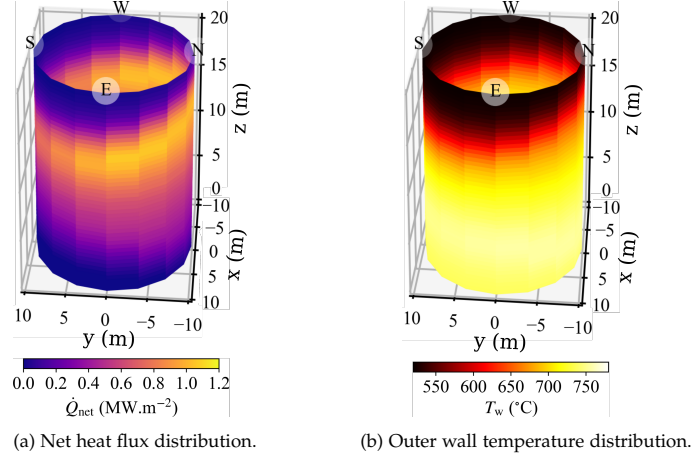 W
S
N
E
20
15
10
5
0
z (m)
−10
−5
0
5
10
x (m)
10
5
0
−5
−10
y (m)
0.0 0.2 0.4 0.6 0.8 1.0 1.2
Q̇net (MW.m−2)
(a) Net heat flux distribution.
W
S
N
E
20
15
10
5
0
z (m)
−10
−5
0
5
10
x (m)
10
5
0
−5
−10
y (m)
550 600 650 700 750
Tw (°C)
(b) Outer wall temperature distribution.